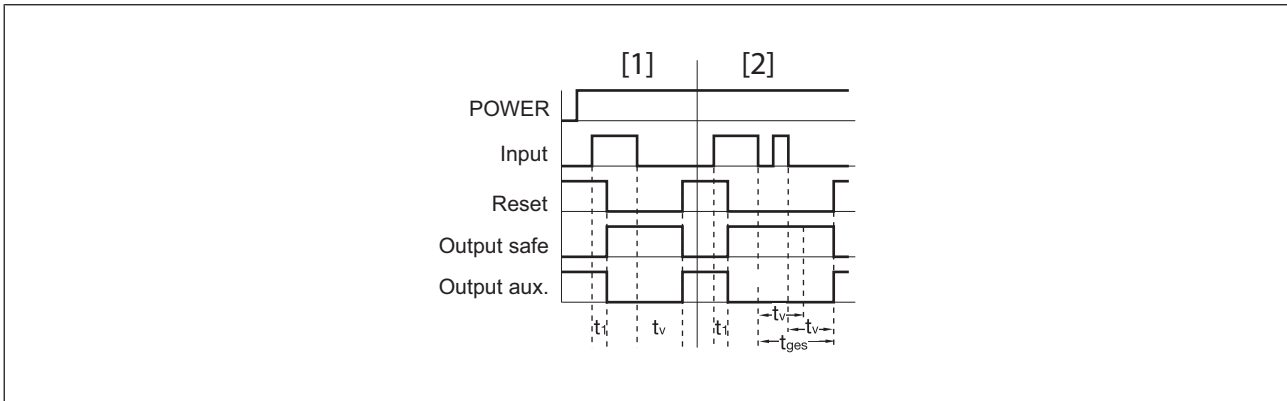 [1] [2]
POWER
Input
Reset
Output safe
Output aux.
t1 tv t1 tv
tv
tges